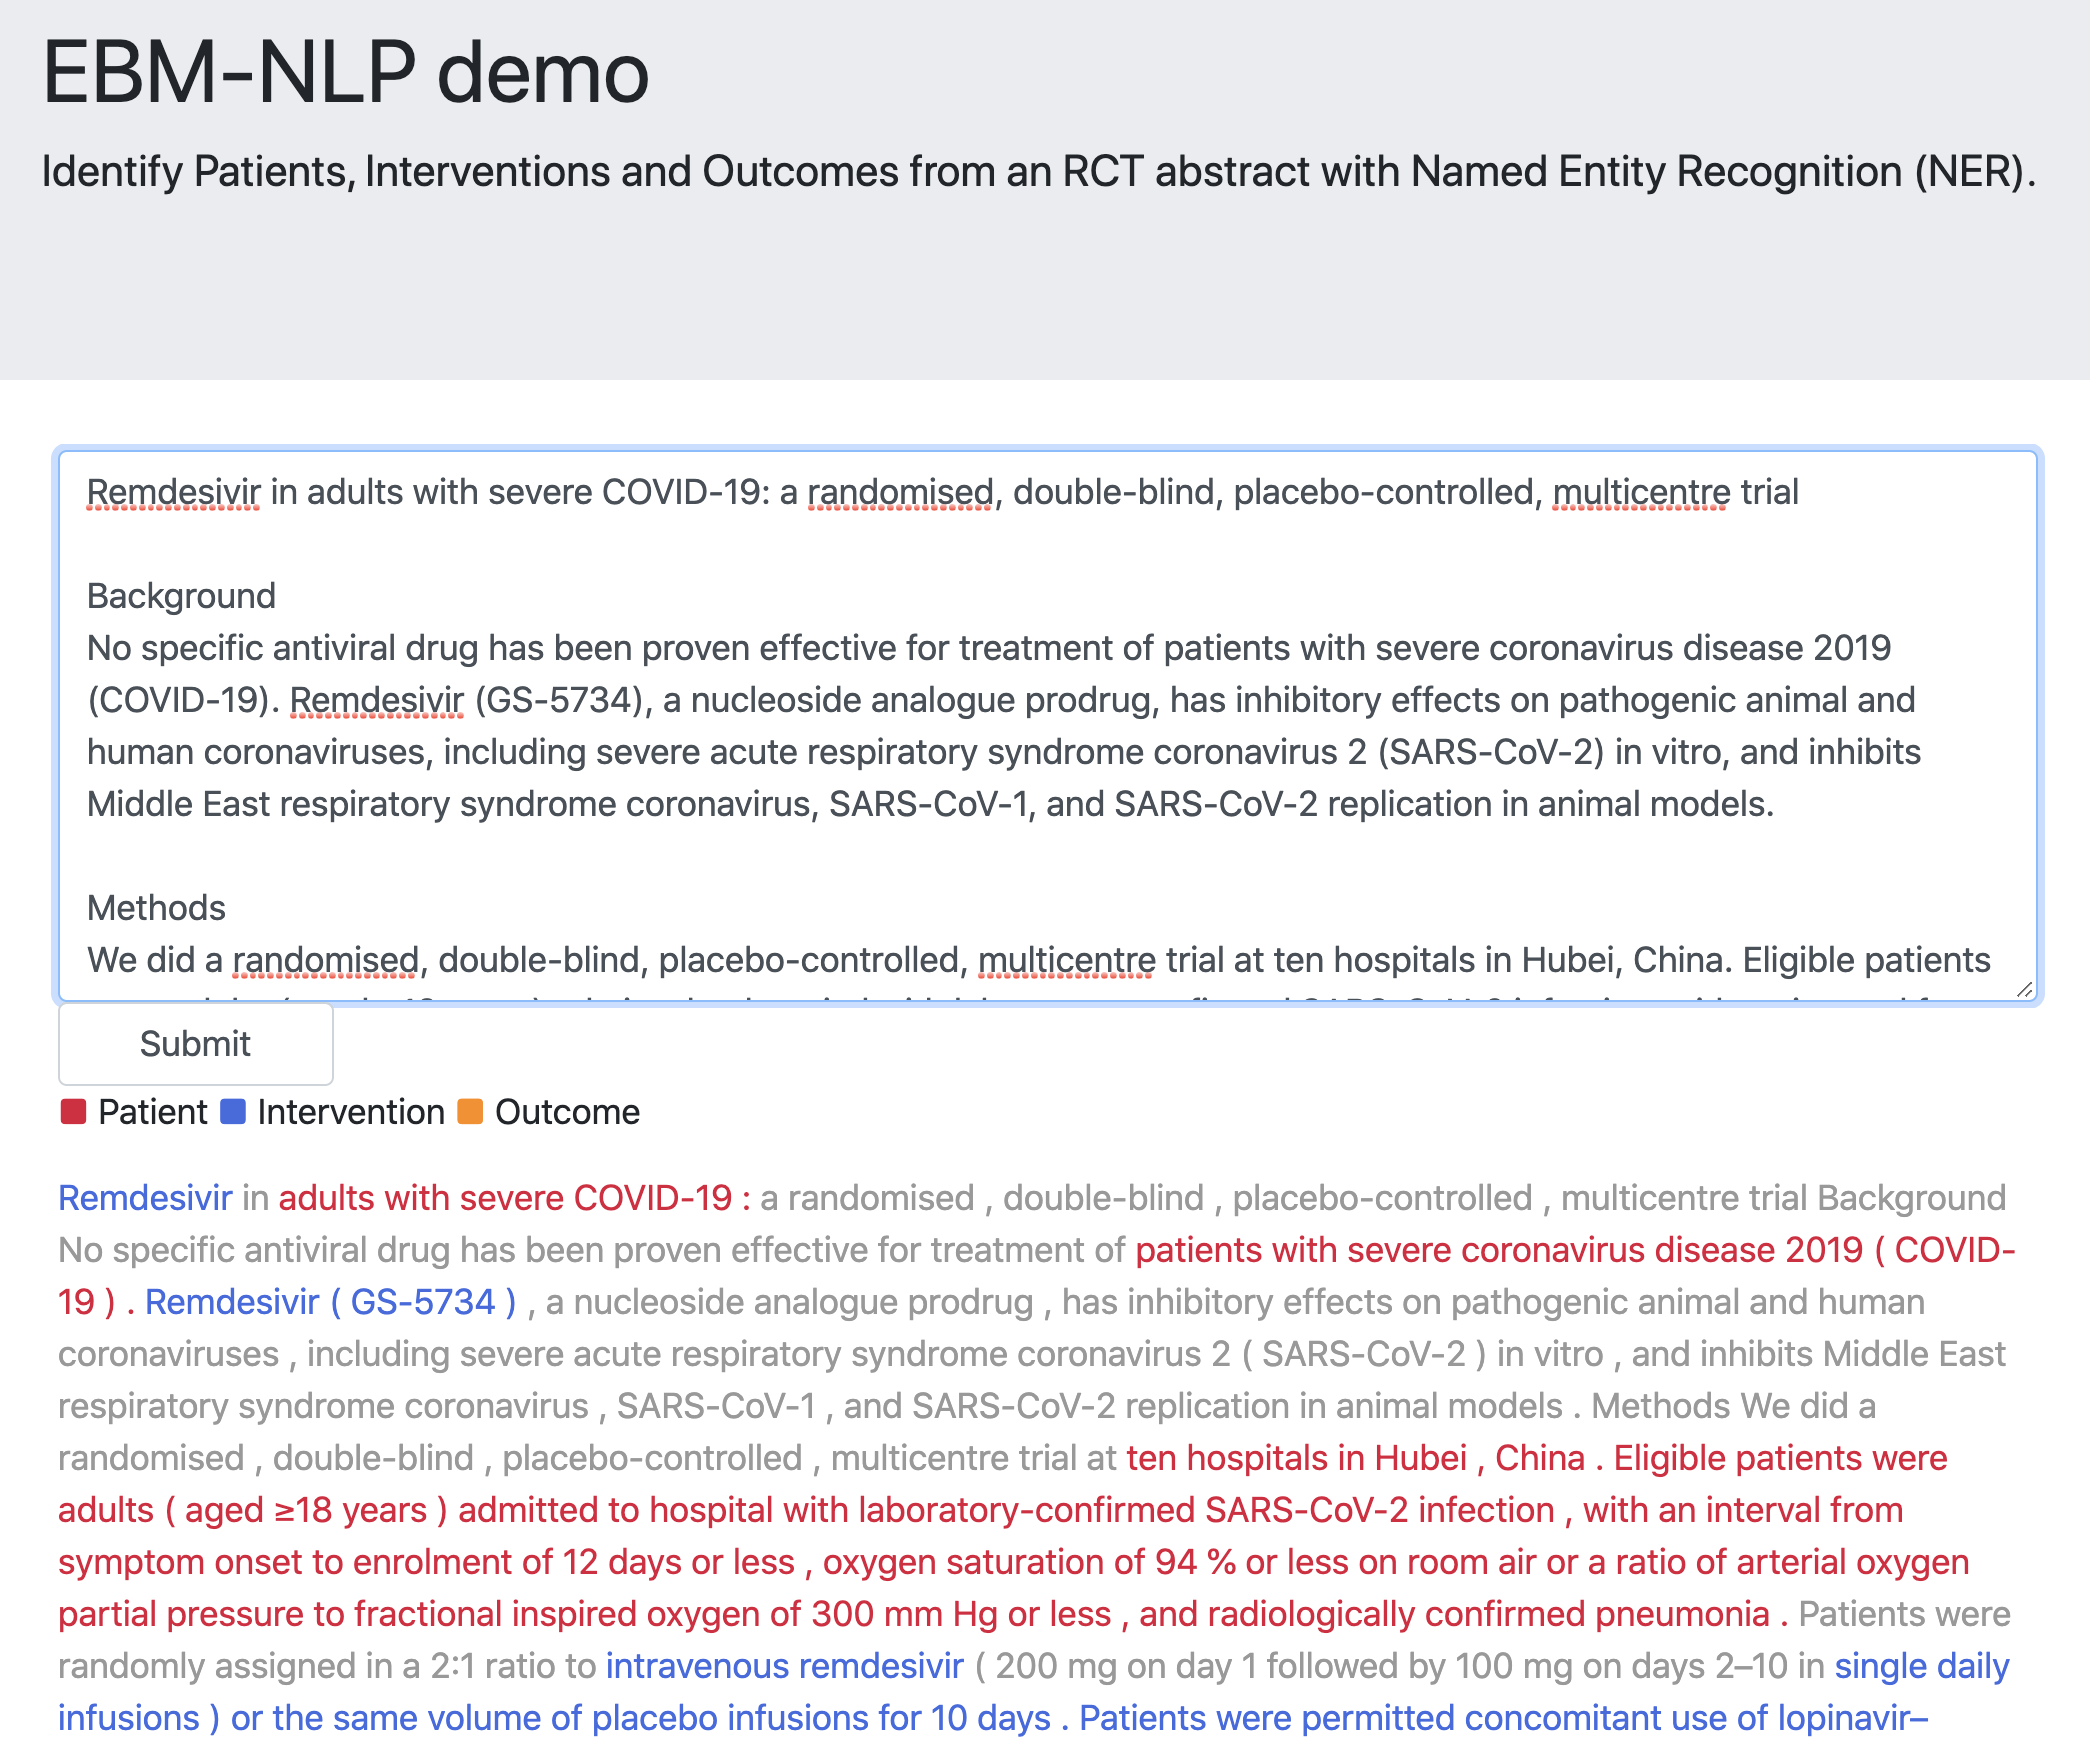 EBM-NLP demo
Identify Patients, Interventions and Outcomes from an RCT abstract with Named Entity Recognition (NER).
Remdesivir in adults with severe COVID-19: a randomised, double-blind, placebo-controlled, multicentre trial
Background
No specific antiviral drug has been proven effective for treatment of patients with severe coronavirus disease 2019
(COVID-19). Remdesivir (GS-5734), a nucleoside analogue prodrug, has inhibitory effects on pathogenic animal and
human coronaviruses, including severe acute respiratory syndrome coronavirus 2 (SARS-CoV-2) in vitro, and inhibits
Middle East respiratory syndrome coronavirus, SARS-CoV-1, and SARS-CoV-2 replication in animal models.
Methods
We did a randomised, double-blind, placebo-controlled, multicentre trial at ten hospitals in Hubei, China. Eligible patients
Submit
Patient Intervention Outcome
Remdesivir in adults with severe COVID-19 : a randomised , double-blind , placebo-controlled , multicentre trial Background
No specific antiviral drug has been proven effective for treatment of patients with severe coronavirus disease 2019 ( COVID-
19 ) . Remdesivir ( GS-5734 ) , a nucleoside analogue prodrug , has inhibitory effects on pathogenic animal and human
coronaviruses , including severe acute respiratory syndrome coronavirus 2 ( SARS-CoV-2 ) in vitro , and inhibits Middle East
respiratory syndrome coronavirus , SARS-CoV-1 , and SARS-CoV-2 replication in animal models . Methods We did a
randomised , double-blind , placebo-controlled , multicentre trial at ten hospitals in Hubei , China . Eligible patients were
adults ( aged ≥18 years ) admitted to hospital with laboratory-confirmed SARS-CoV-2 infection , with an interval from
symptom onset to enrolment of 12 days or less , oxygen saturation of 94 % or less on room air or a ratio of arterial oxygen
partial pressure to fractional inspired oxygen of 300 mm Hg or less , and radiologically confirmed pneumonia . Patients were
randomly assigned in a 2:1 ratio to intravenous remdesivir ( 200 mg on day 1 followed by 100 mg on days 2–10 in single daily
infusions ) or the same volume of placebo infusions for 10 days . Patients were permitted concomitant use of lopinavir–